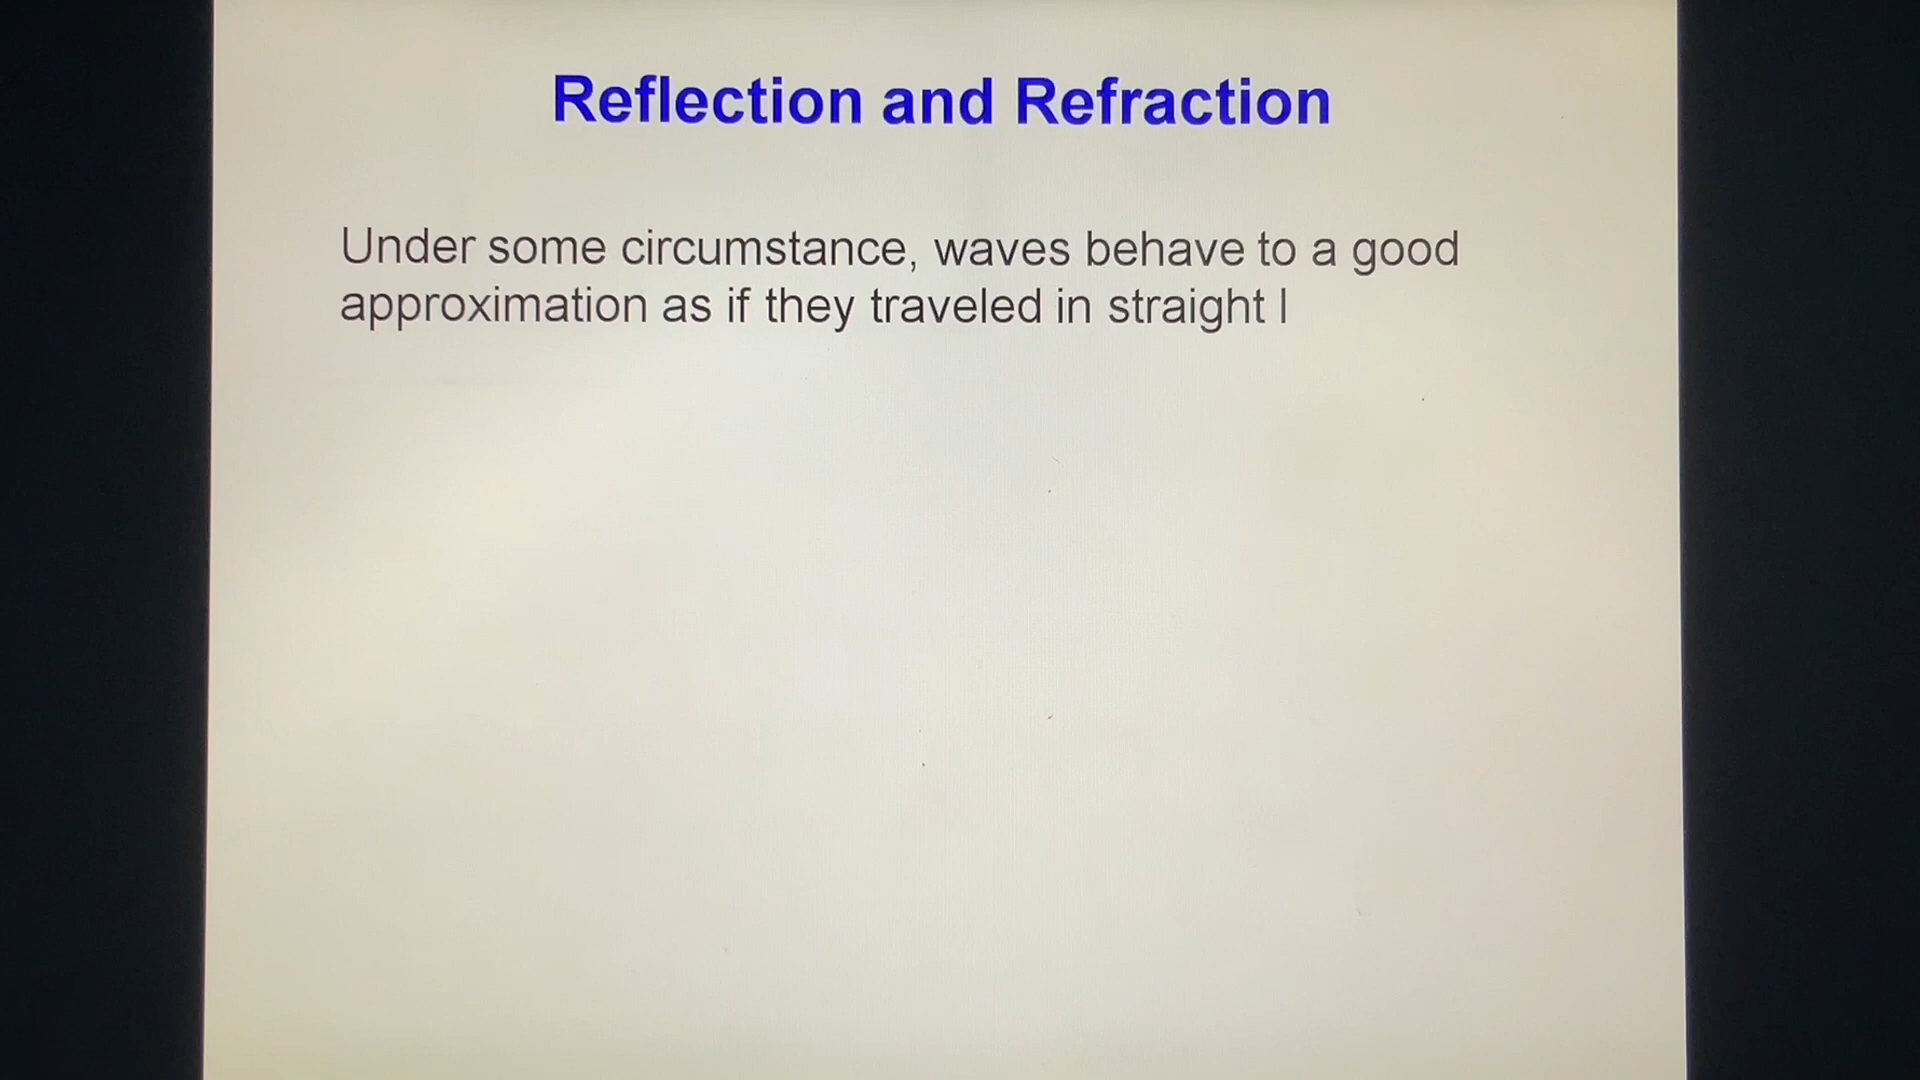 Reflection and Refraction
Under some circumstance, waves behave to a good
approximation as if they traveled in straight l